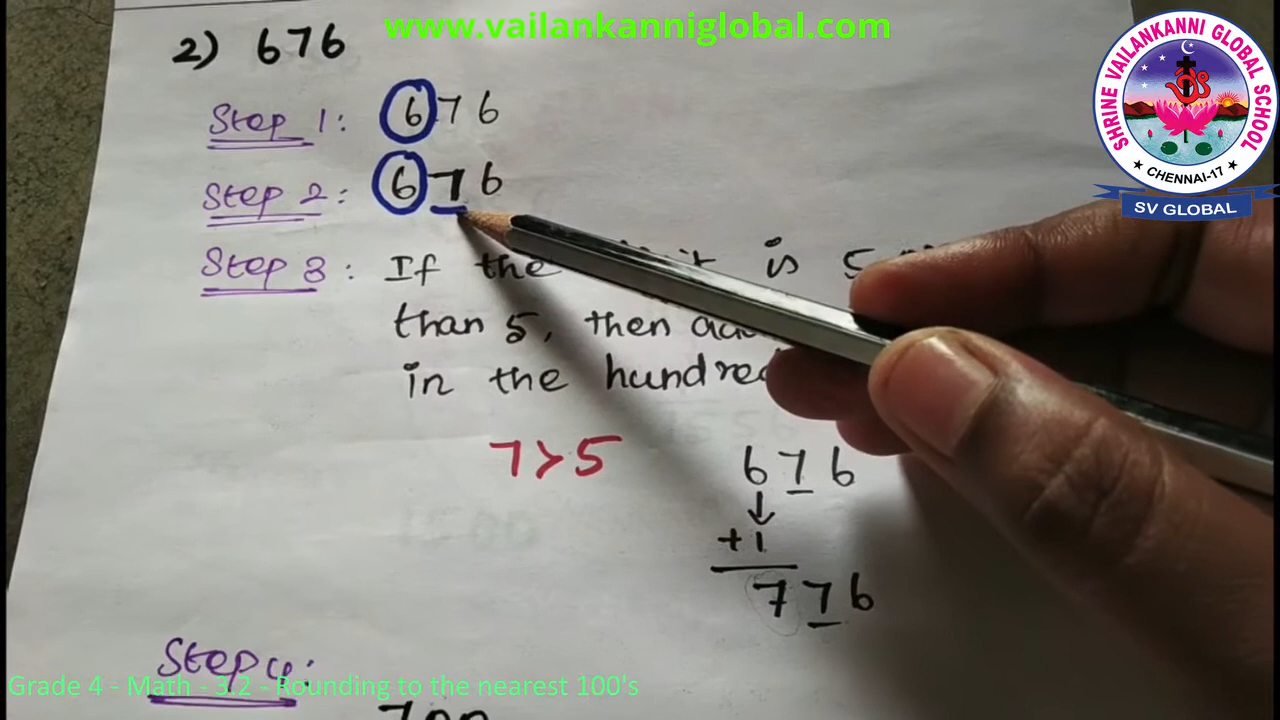 www.vailankanniglobal.com
SHRINE VAILANKANNI GLOBAL SCHOOL
CHENNAI-17
SV GLOBAL
2) 676
Step 1: 676
Step 2: 676
Step 3: If the is 5
than 5, then
in the
7>5
676
+1
776
Step 4:
700
Grade 4 - Math - 3.2 - Rounding to the nearest 100's